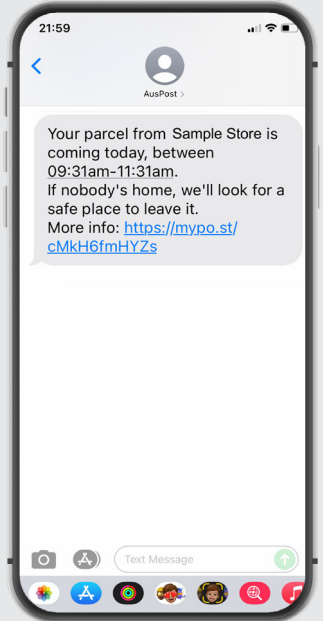 21:59
AusPost >
Your parcel from Sample Store is
coming today, between
09:31am-11:31am.
If nobody's home, we'll look for a
safe place to leave it.
More info: https://mypo.st/
cMkH6fmHYZs
Text Message